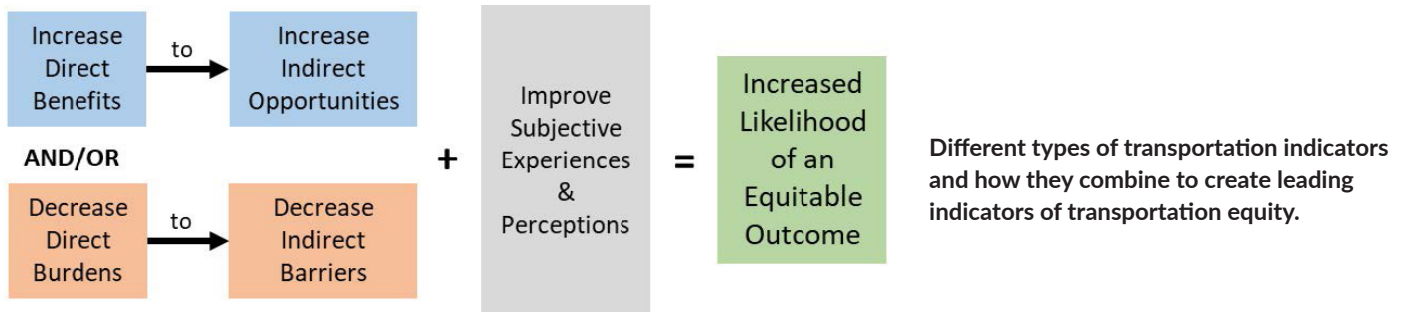 Increase
Direct
Benefits
to
Increase
Indirect
Opportunities
AND/OR
Decrease
Direct
Burdens
to
Decrease
Indirect
Barriers
+
Improve
Subjective
Experiences
&
Perceptions
=
Increased
Likelihood
of an
Equitable
Outcome
Different types of transportation indicators
and how they combine to create leading
indicators of transportation equity.